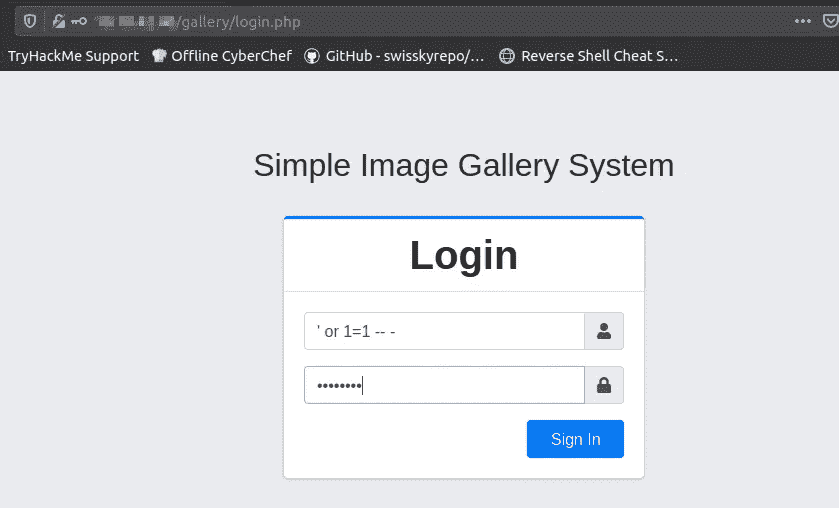 /gallery/login.php
TryHackMe Support Offline CyberChef GitHub - swisskyrepo/… Reverse Shell Cheat S…
Simple Image Gallery System
Login
' or 1=1 -- -
••••••••
Sign In